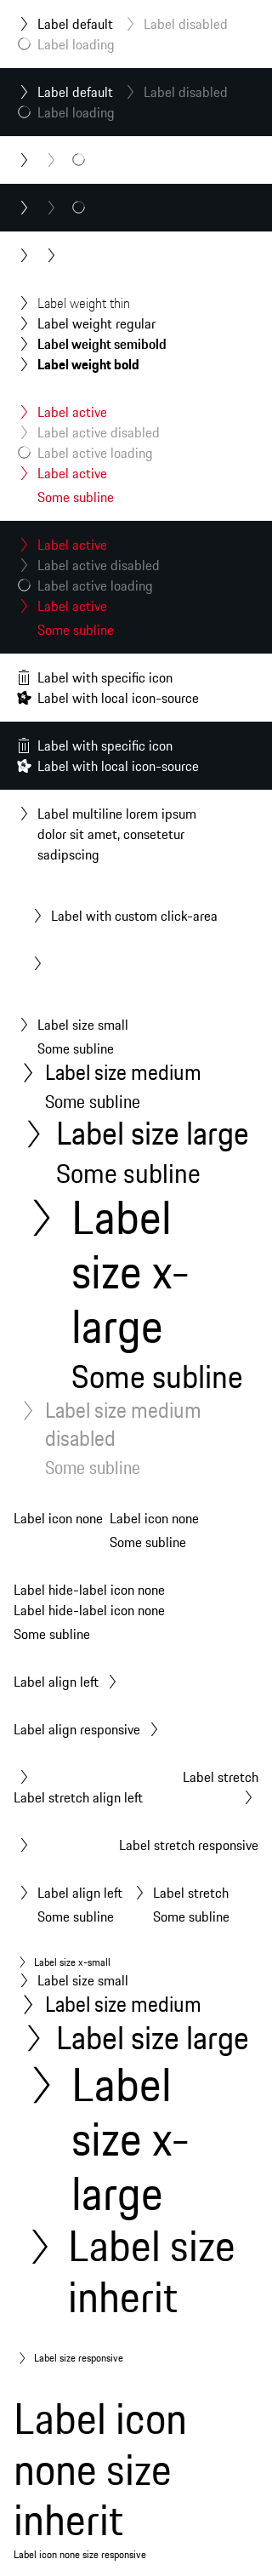 Label default Label disabled
Label loading
Label default Label disabled
Label loading
Label weight thin
Label weight regular
Label weight semibold
Label weight bold
Label active
Label active disabled
Label active loading
Label active
Some subline
Label active
Label active disabled
Label active loading
Label active
Some subline
Label with specific icon
Label with local icon-source
Label with specific icon
Label with local icon-source
Label multiline lorem ipsum
dolor sit amet, consetetur
sadipscing
Label with custom click-area
Label size small
Some subline
Label size medium
Some subline
Label size large
Some subline
Label
size x-
large
Some subline
Label size medium
disabled
Some subline
Label icon none Label icon none
Some subline
Label hide-label icon none
Label hide-label icon none
Some subline
Label align left
Label align responsive
Label stretch
Label stretch align left
Label stretch responsive
Label align left Label stretch
Some subline Some subline
Label size x-small
Label size small
Label size medium
Label size large
Label
size x-
large
Label size
inherit
Label size responsive
Label icon
none size
inherit
Label icon none size responsive